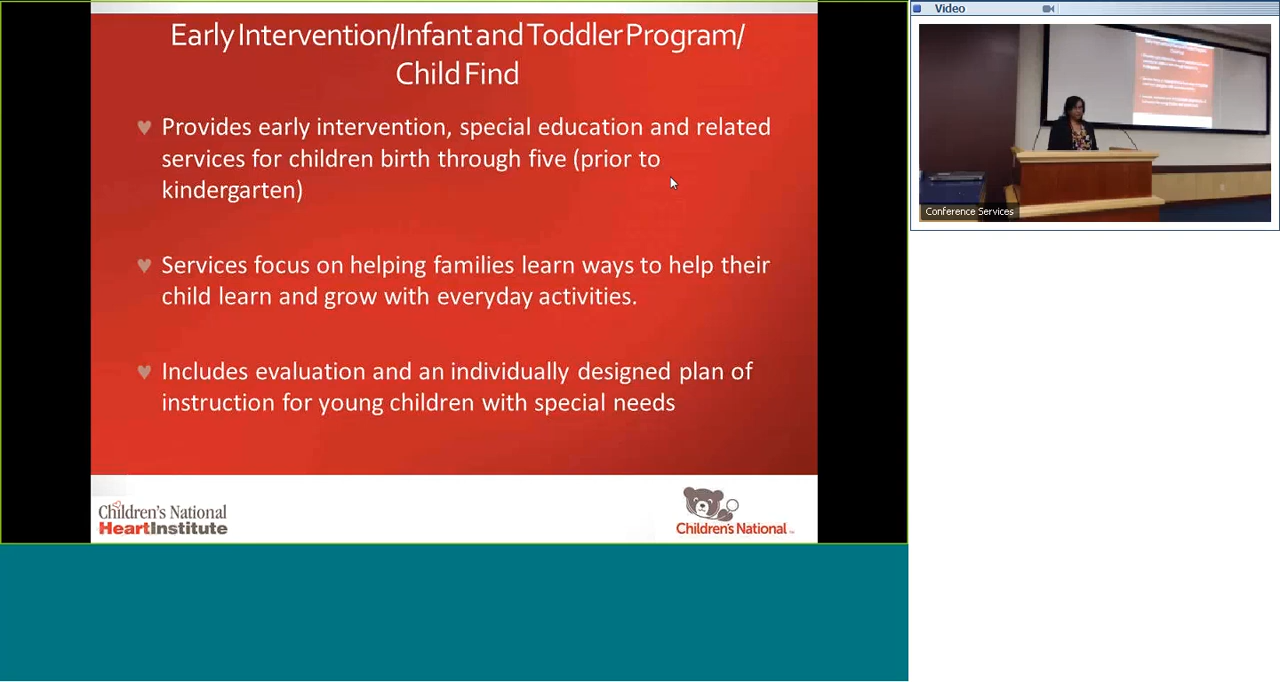 Early Intervention/Infant and Toddler Program/
Child Find
Provides early intervention, special education and related
services for children birth through five (prior to
kindergarten)
Services focus on helping families learn ways to help their
child learn and grow with everyday activities.
Includes evaluation and an individually designed plan of
instruction for young children with special needs
Children's National
HeartInstitute
Children's National
Video
Conference Services